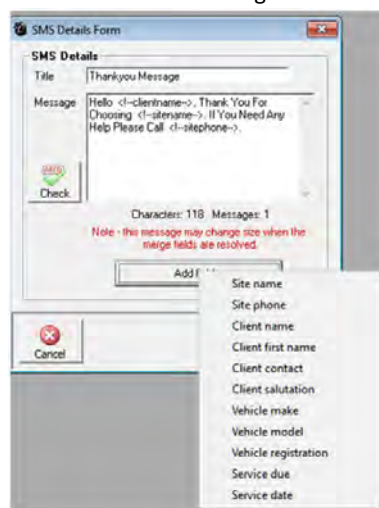 SMS Details Form
SMS Details
Title
Thankyou Message
Message
Hello <!--clientname-->, Thank You For
Choosing <!--sitename-->. If You Need Any
Help Please Call <!--sitephone-->.
Check
Characters: 118 Messages: 1
Note - this message may change size when the
merge fields are resolved.
Add
Site name
Site phone
Client name
Client first name
Client contact
Client salutation
Vehicle make
Vehicle model
Vehicle registration
Service due
Service date
Cancel